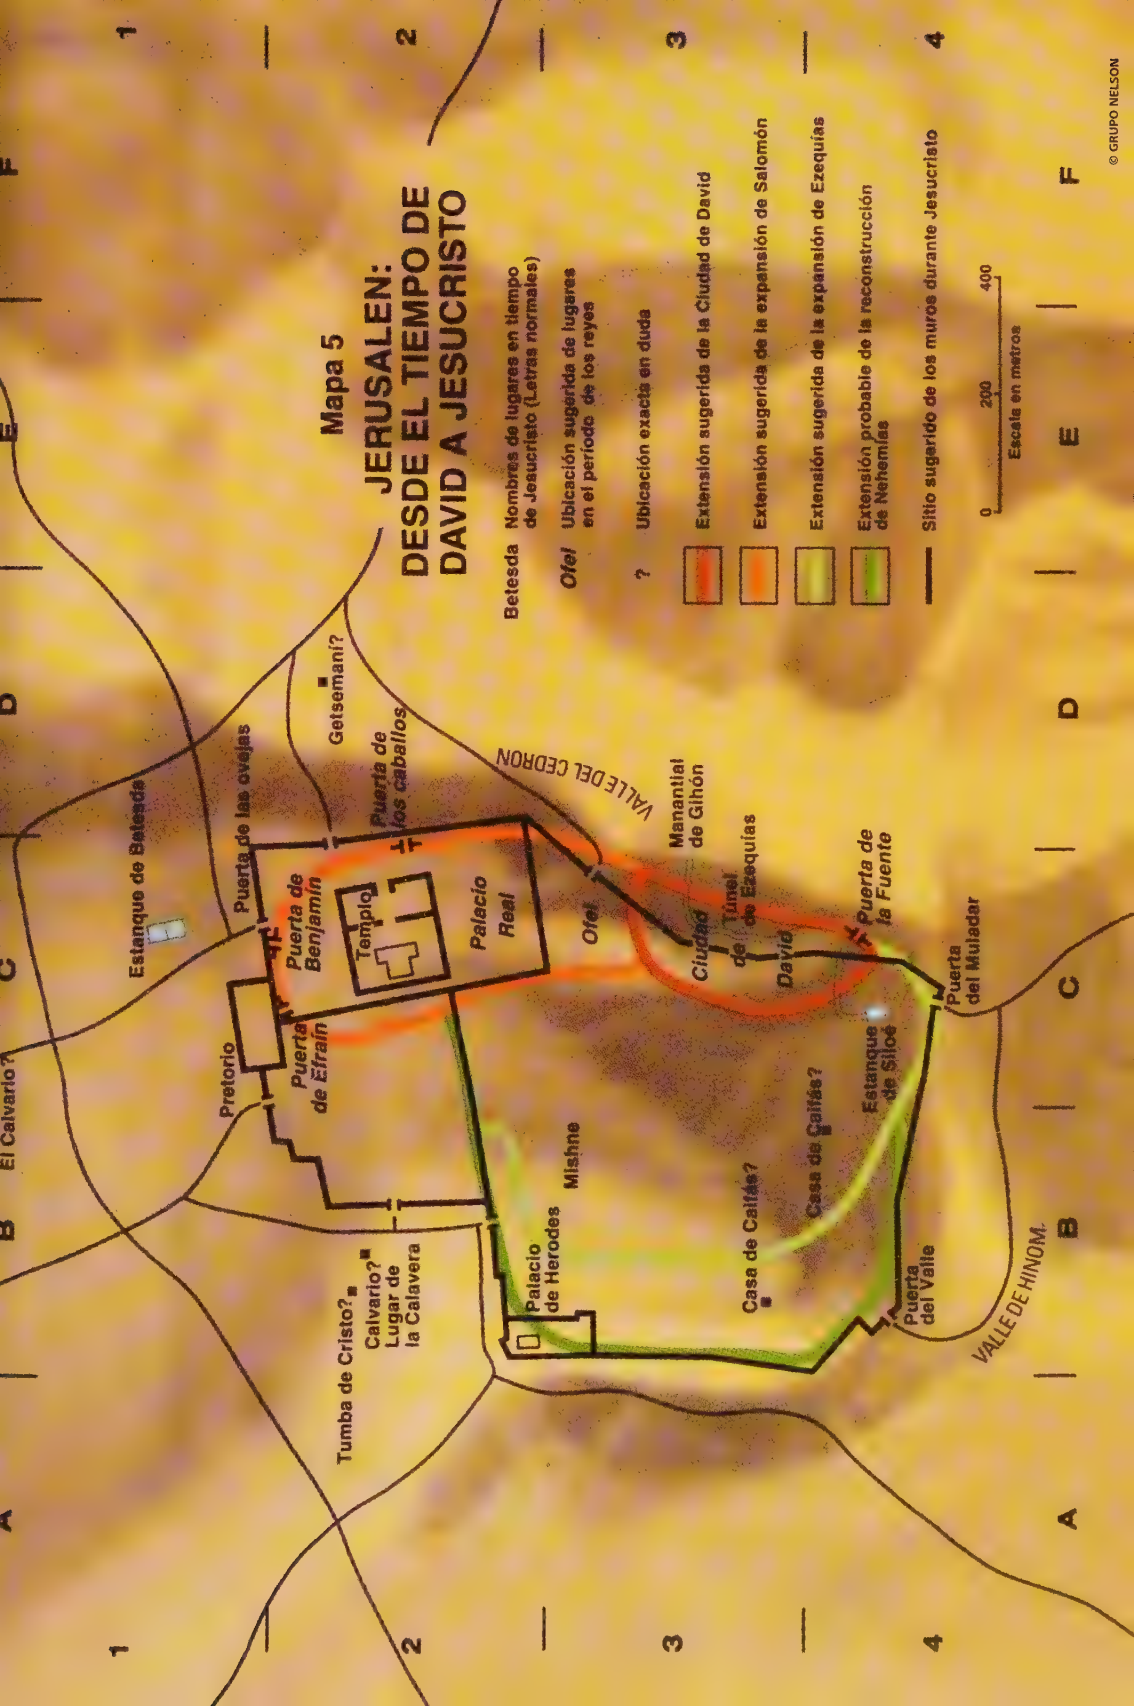 Mapa 5
JERUSALEN:
DESDE EL TIEMPO DE
DAVID A JESUCRISTO
Betesda Nombres de lugares en tiempo
de Jesucristo (Letras normales)
Ofel Ubicación sugerida de lugares
en el período de los reyes
? Ubicación exacta en duda
Extensión sugerida de la Ciudad de David
Extensión sugerida de la expansión de Salomón
Extensión sugerida de la expansión de Ezequías
Extensión probable de la reconstrucción
de Nehemías
Sitio sugerido de los muros durante Jesucristo
0 200 400
Escala en metros
A B C D E F
1
2
3
4
1
2
3
4
A B C D E F
El Calvario?
Estanque de Batesda
Puerta de las ovejas
Pretorio
Puerta de
Benjamín
Puerta
de Efraín
Templo
Getsemaní?
Puerta de
los caballos
Tumba de Cristo?
Calvario?
Lugar de
la Calavera
Palacio
Real
VALLE DEL CEDRON
Ofel
Palacio
de Herodes
Mishne
Manantial
de Gihón
Ciudad
de
David
Túnel
de Ezequías
Casa de Caifás?
Casa de Caifás?
Puerta de
la Fuente
Estanque
de Siloé
Puerta
del Valle
Puerta
del Muladar
VALLE DE HINOM
© GRUPO NELSON